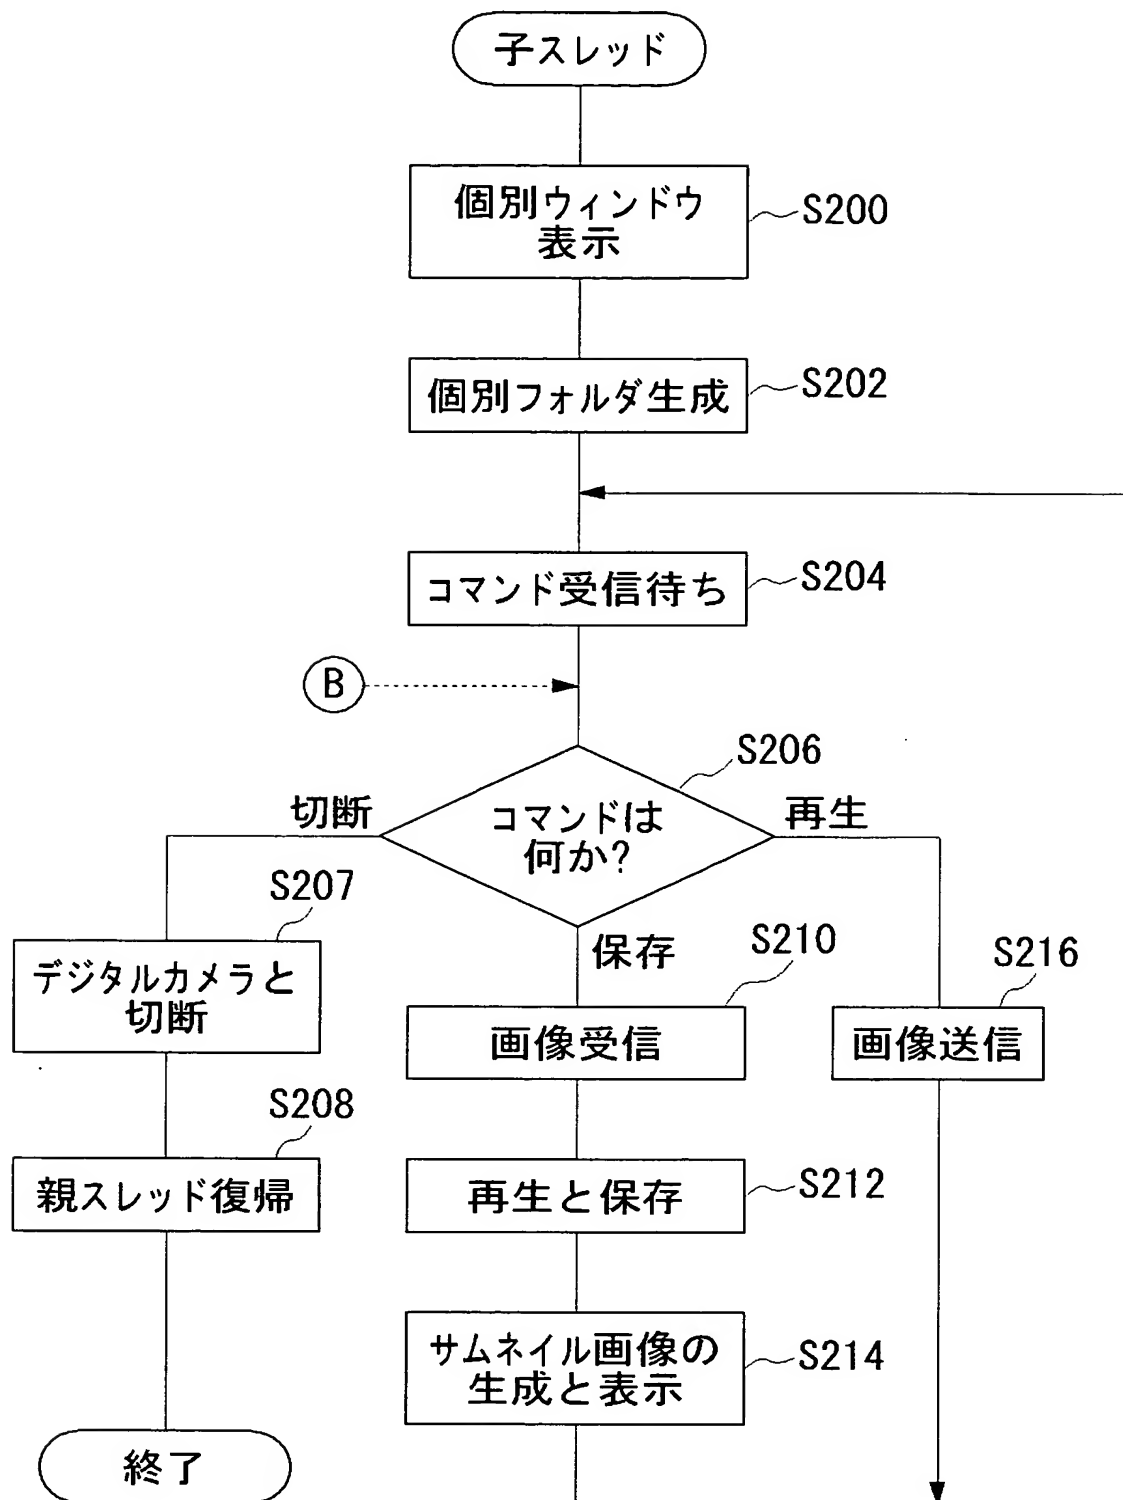 子スレッド
個別ウィンドウ
表示
S200
個別フォルダ生成
S202
コマンド受信待ち
S204
B
S206
コマンドは
何か?
切断
再生
保存
S207
デジタルカメラと
切断
S210
画像受信
S216
画像送信
S208
親スレッド復帰
再生と保存
S212
サムネイル画像の
生成と表示
S214
終了